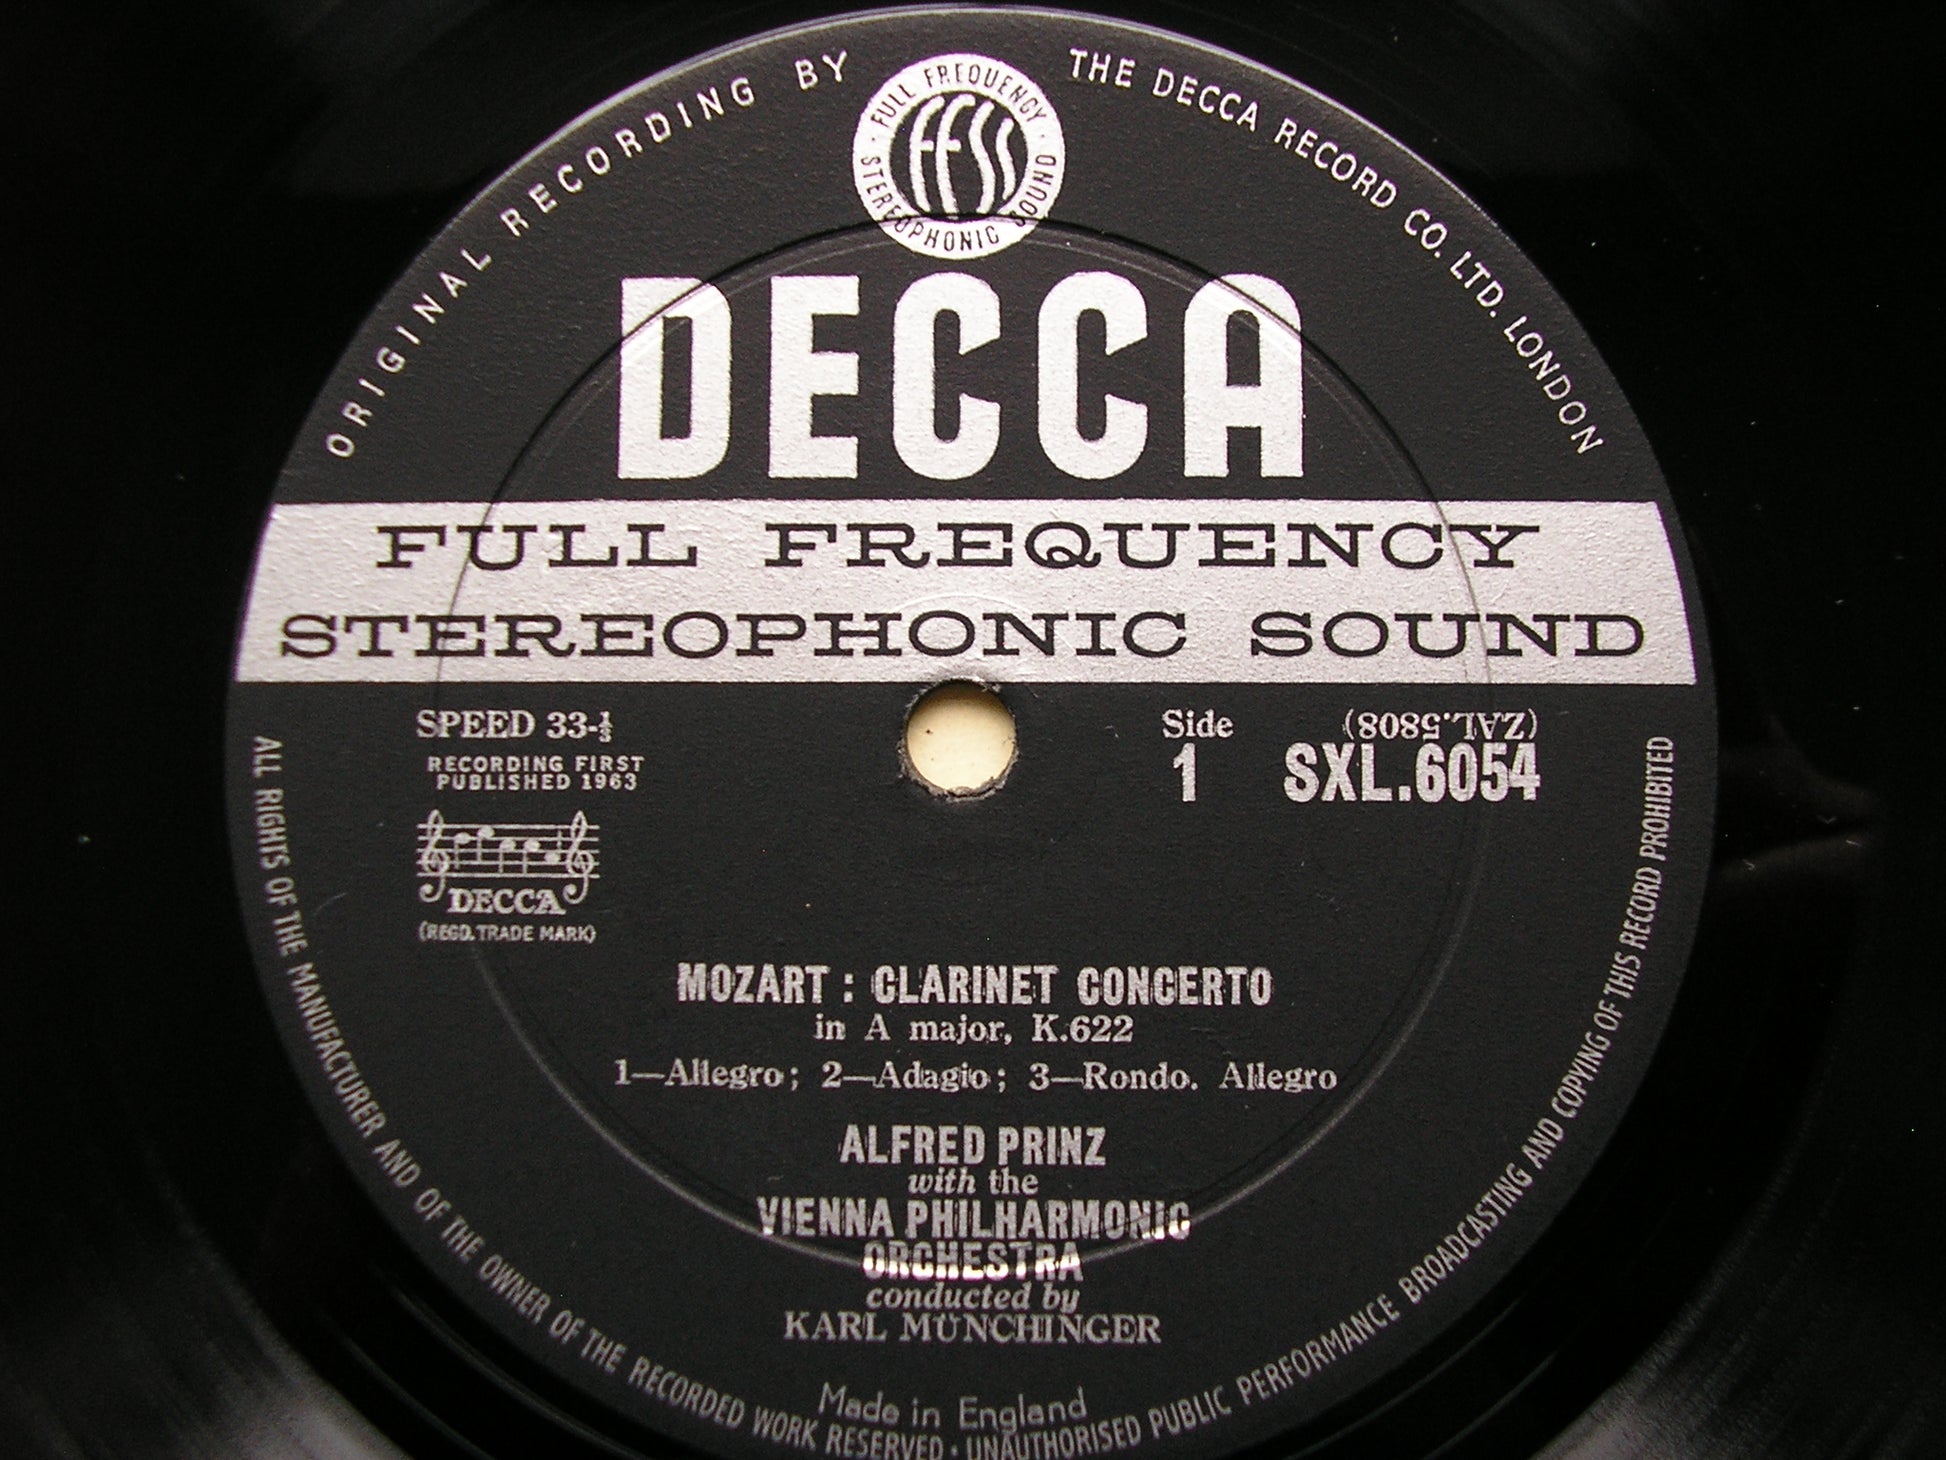 ORIGINAL RECORDING BY THE DECCA RECORD CO. LTD. LONDON
FULL FREQUENCY
ffss
STEREOPHONIC SOUND
DECCA
FULL FREQUENCY
STEREOPHONIC SOUND
SPEED 33-⅓
RECORDING FIRST
PUBLISHED 1963
DECCA
(REGD. TRADE MARK)
Side
1
(ZAL.5808)
SXL.6054
MOZART : CLARINET CONCERTO
in A major, K.622
1—Allegro; 2—Adagio; 3—Rondo. Allegro
ALFRED PRINZ
with the
VIENNA PHILHARMONIC
ORCHESTRA
conducted by
KARL MÜNCHINGER
Made in England
ALL RIGHTS OF THE MANUFACTURER AND OF THE OWNER OF THE RECORDED WORK RESERVED · UNAUTHORISED PUBLIC PERFORMANCE BROADCASTING AND COPYING OF THIS RECORD PROHIBITED